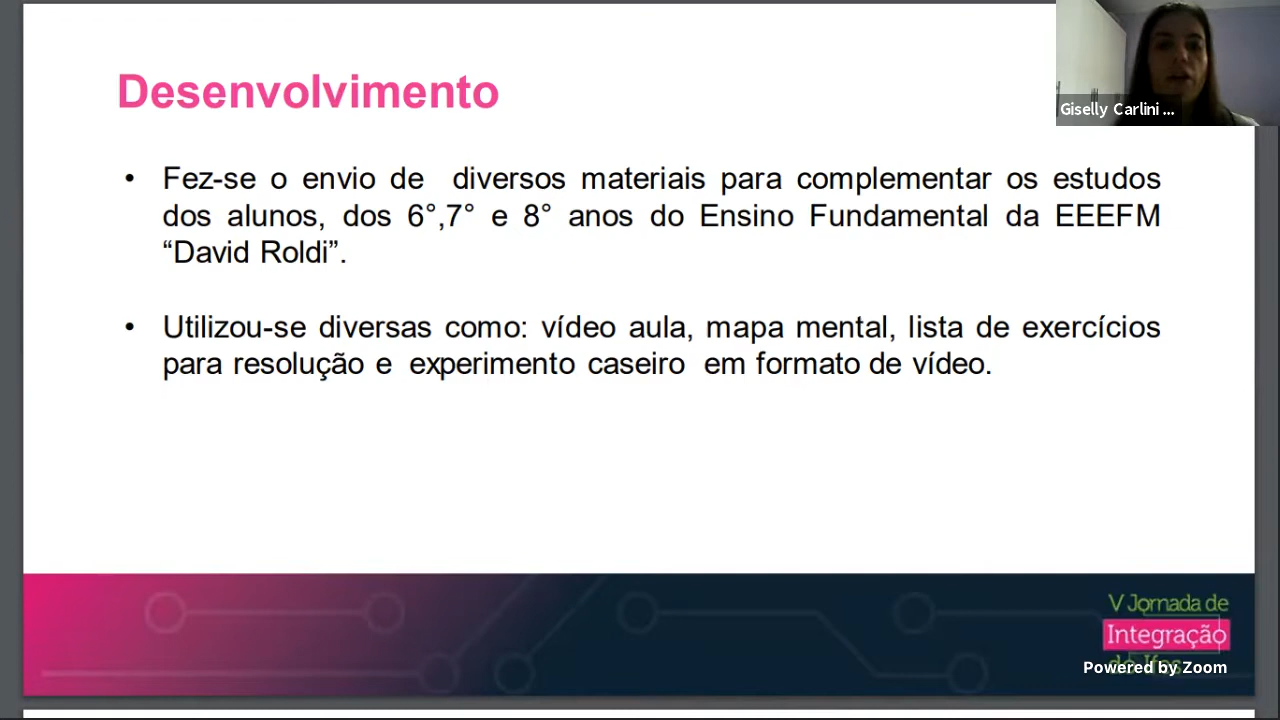 Desenvolvimento
Giselly Carlini ...
• Fez-se o envio de diversos materiais para complementar os estudos
dos alunos, dos 6°,7° e 8° anos do Ensino Fundamental da EEEFM
“David Roldi”.
• Utilizou-se diversas como: vídeo aula, mapa mental, lista de exercícios
para resolução e experimento caseiro em formato de vídeo.
V Jornada de
Integração
do Ifes
Powered by Zoom